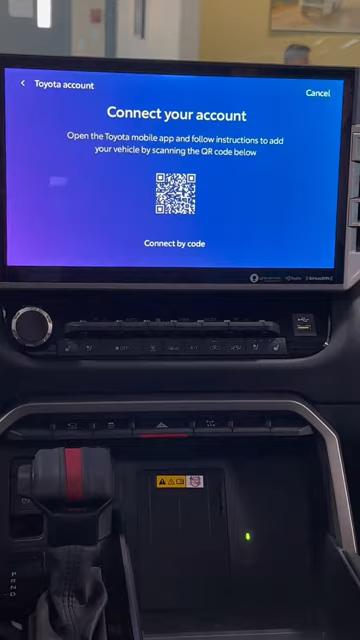 Toyota account
Cancel
Connect your account
Open the Toyota mobile app and follow instructions to add
your vehicle by scanning the QR code below
Connect by code
P
R
N
D